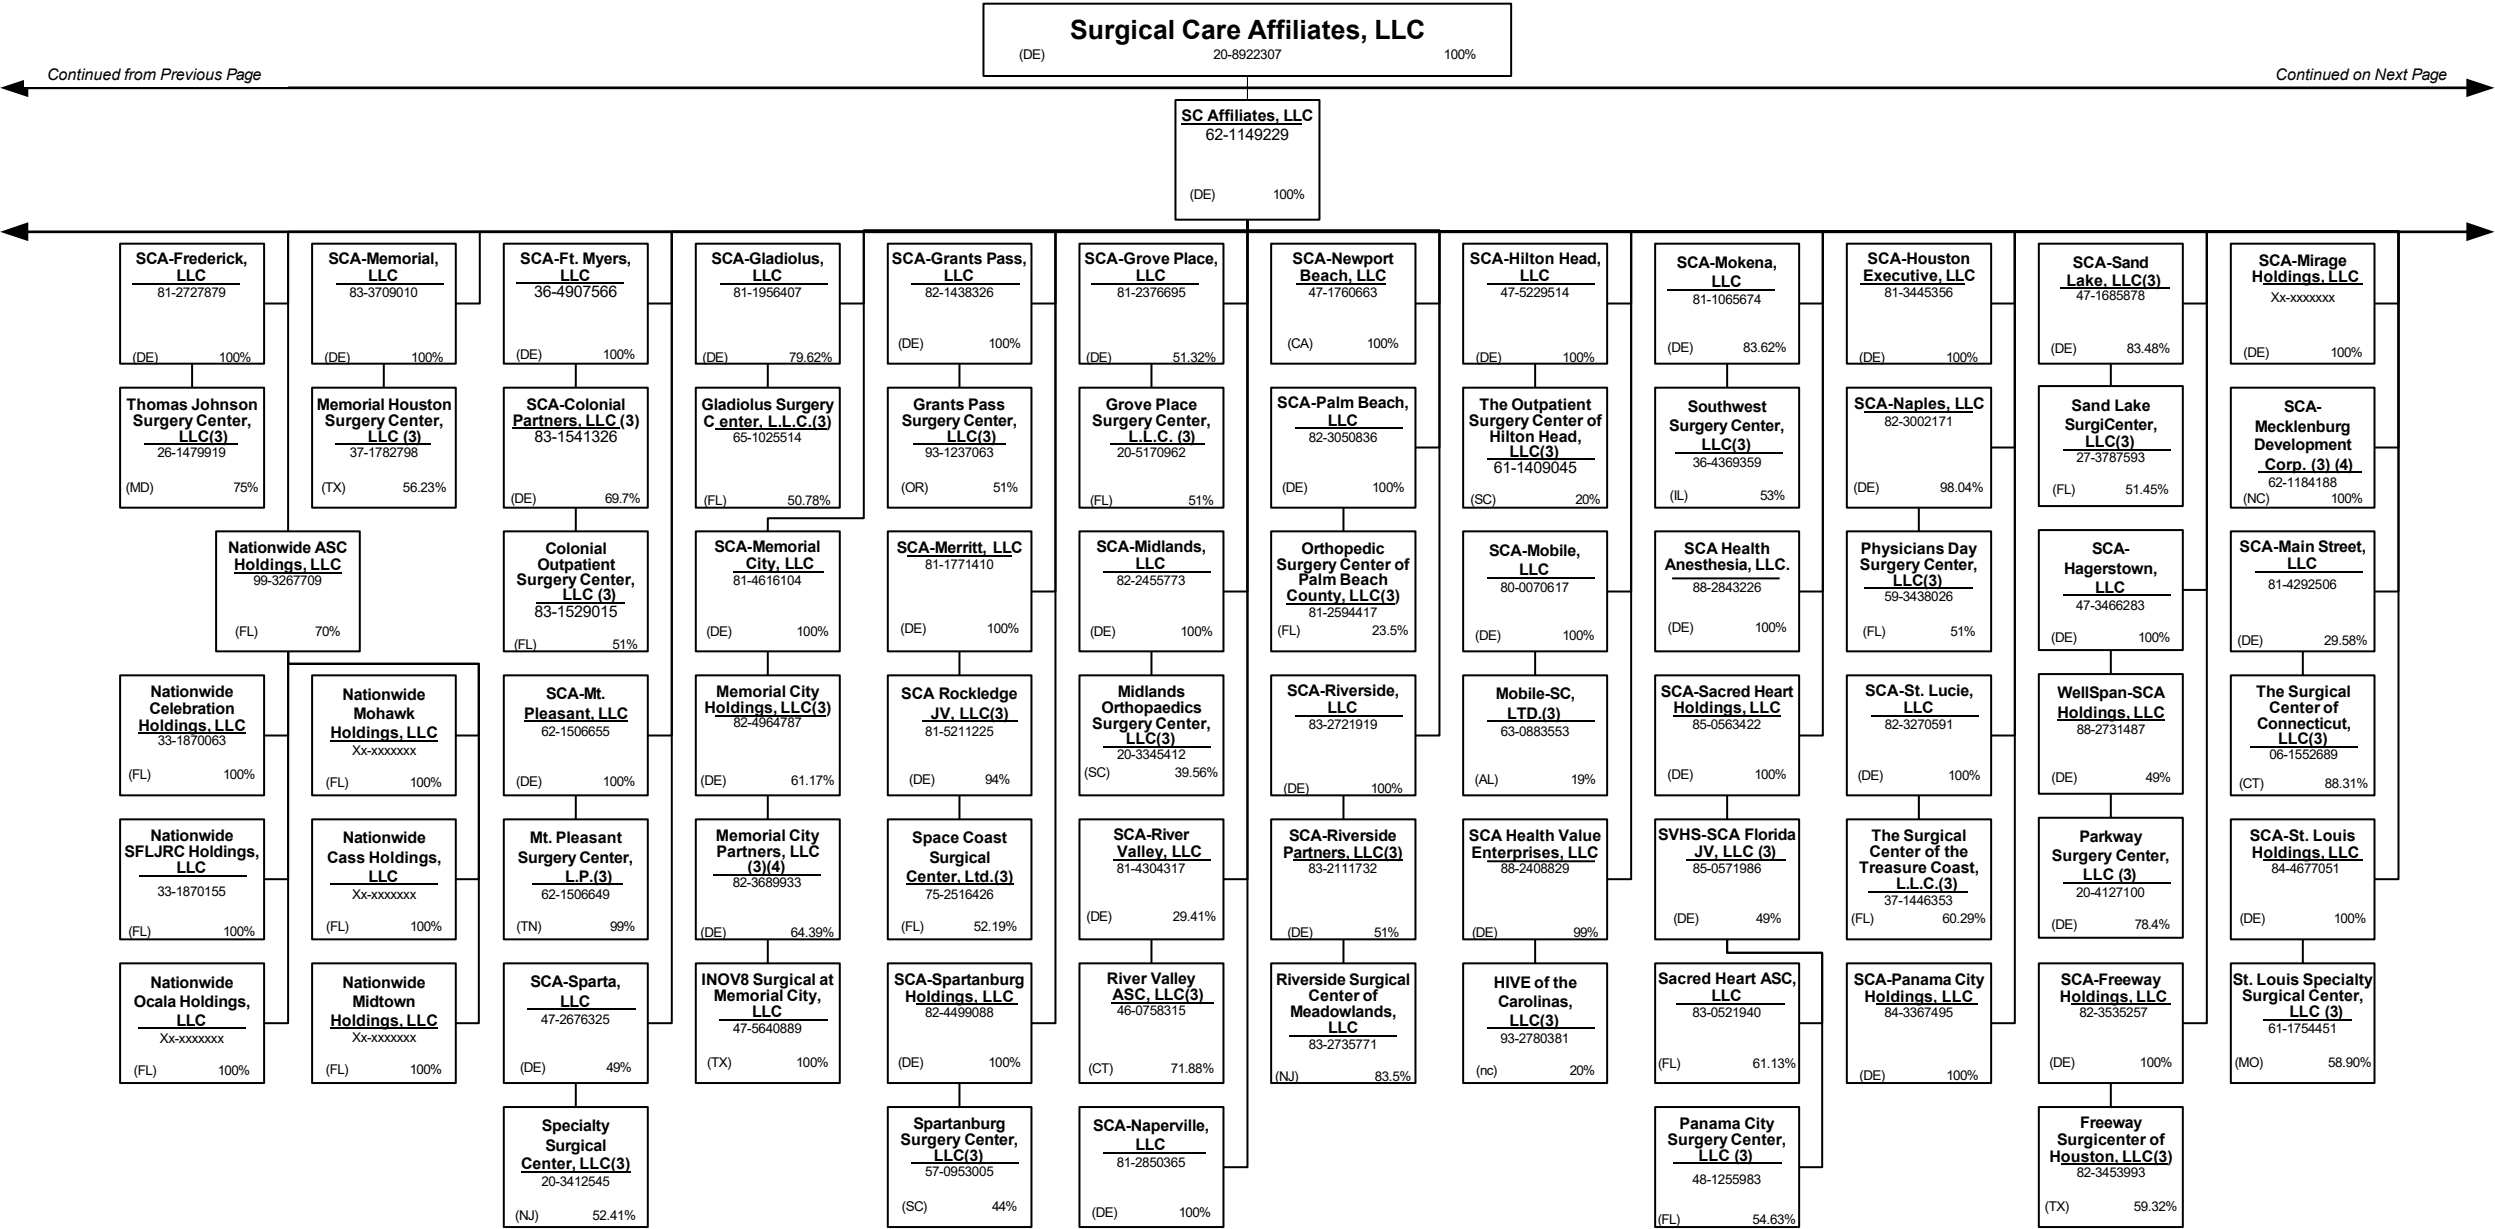 Surgical Care Affiliates, LLC
(DE) 20-8922307 100%
Continued from Previous Page
Continued on Next Page
SC Affiliates, LLC
62-1149229
(DE) 100%
SCA-Frederick,
LLC
81-2727879
(DE) 100%
SCA-Memorial,
LLC
83-3709010
(DE) 100%
SCA-Ft. Myers,
LLC
36-4907566
(DE) 100%
SCA-Gladiolus,
LLC
81-1956407
(DE) 79.62%
SCA-Grants Pass,
LLC
82-1438326
(DE) 100%
SCA-Grove Place,
LLC
81-2376695
(DE) 51.32%
SCA-Newport
Beach, LLC
47-1760663
(CA) 100%
SCA-Hilton Head,
LLC
47-5229514
(DE) 100%
SCA-Mokena,
LLC
81-1065674
(DE) 83.62%
SCA-Houston
Executive, LLC
81-3445356
(DE) 100%
SCA-Sand
Lake, LLC(3)
47-1685878
(DE) 83.48%
SCA-Mirage
Holdings, LLC
Xx-xxxxxxx
(DE) 100%
Thomas Johnson
Surgery Center,
LLC(3)
26-1479919
(MD) 75%
Memorial Houston
Surgery Center,
LLC (3)
37-1782798
(TX) 56.23%
SCA-Colonial
Partners, LLC (3)
83-1541326
(DE) 69.7%
Gladiolus Surgery
C enter, L.L.C.(3)
65-1025514
(FL) 50.78%
Grants Pass
Surgery Center,
LLC(3)
93-1237063
(OR) 51%
Grove Place
Surgery Center,
L.L.C. (3)
20-5170962
(FL) 51%
SCA-Palm Beach,
LLC
82-3050836
(DE) 100%
The Outpatient
Surgery Center of
Hilton Head,
LLC(3)
61-1409045
(SC) 20%
Southwest
Surgery Center,
LLC(3)
36-4369359
(IL) 53%
SCA-Naples, LLC
82-3002171
(DE) 98.04%
Sand Lake
SurgiCenter,
LLC(3)
27-3787593
(FL) 51.45%
SCA-
Mecklenburg
Development
Corp. (3) (4)
62-1184188
(NC) 100%
Nationwide ASC
Holdings, LLC
99-3267709
(FL) 70%
Colonial
Outpatient
Surgery Center,
LLC (3)
83-1529015
(FL) 51%
SCA-Memorial
City, LLC
81-4616104
(DE) 100%
SCA-Merritt, LLC
81-1771410
(DE) 100%
SCA-Midlands,
LLC
82-2455773
(DE) 100%
Orthopedic
Surgery Center of
Palm Beach
County, LLC(3)
81-2594417
(FL) 23.5%
SCA-Mobile,
LLC
80-0070617
(DE) 100%
SCA Health
Anesthesia, LLC.
88-2843226
(DE) 100%
Physicians Day
Surgery Center,
LLC(3)
59-3438026
(FL) 51%
SCA-
Hagerstown,
LLC
47-3466283
(DE) 100%
SCA-Main Street,
LLC
81-4292506
(DE) 29.58%
Nationwide
Celebration
Holdings, LLC
33-1870063
(FL) 100%
Nationwide
Mohawk
Holdings, LLC
Xx-xxxxxxx
(FL) 100%
SCA-Mt.
Pleasant, LLC
62-1506655
(DE) 100%
Memorial City
Holdings, LLC(3)
82-4964787
(DE) 61.17%
SCA Rockledge
JV, LLC(3)
81-5211225
(DE) 94%
Midlands
Orthopaedics
Surgery Center,
LLC(3)
20-3345412
(SC) 39.56%
SCA-Riverside,
LLC
83-2721919
(DE) 100%
Mobile-SC,
LTD.(3)
63-0883553
(AL) 19%
SCA-Sacred Heart
Holdings, LLC
85-0563422
(DE) 100%
SCA-St. Lucie,
LLC
82-3270591
(DE) 100%
WellSpan-SCA
Holdings, LLC
88-2731487
(DE) 49%
The Surgical
Center of
Connecticut,
LLC(3)
06-1552689
(CT) 88.31%
Nationwide
SFLJRC Holdings,
LLC
33-1870155
(FL) 100%
Nationwide
Cass Holdings,
LLC
Xx-xxxxxxx
(FL) 100%
Mt. Pleasant
Surgery Center,
L.P.(3)
62-1506649
(TN) 99%
Memorial City
Partners, LLC
(3)(4)
82-3689933
(DE) 64.39%
Space Coast
Surgical
Center, Ltd.(3)
75-2516426
(FL) 52.19%
SCA-River
Valley, LLC
81-4304317
(DE) 29.41%
SCA-Riverside
Partners, LLC(3)
83-2111732
(DE) 51%
SCA Health Value
Enterprises, LLC
88-2408829
(DE) 99%
SVHS-SCA Florida
JV, LLC (3)
85-0571986
(DE) 49%
The Surgical
Center of the
Treasure Coast,
L.L.C.(3)
37-1446353
(FL) 60.29%
Parkway
Surgery Center,
LLC (3)
20-4127100
(DE) 78.4%
SCA-St. Louis
Holdings, LLC
84-4677051
(DE) 100%
Nationwide
Ocala Holdings,
LLC
Xx-xxxxxxx
(FL) 100%
Nationwide
Midtown
Holdings, LLC
Xx-xxxxxxx
(FL) 100%
SCA-Sparta,
LLC
47-2676325
(DE) 49%
INOV8 Surgical at
Memorial City,
LLC
47-5640889
(TX) 100%
SCA-Spartanburg
Holdings, LLC
82-4499088
(DE) 100%
River Valley
ASC, LLC(3)
46-0758315
(CT) 71.88%
Riverside Surgical
Center of
Meadowlands,
LLC
83-2735771
(NJ) 83.5%
HIVE of the
Carolinas,
LLC(3)
93-2780381
(nc) 20%
Sacred Heart ASC,
LLC
83-0521940
(FL) 61.13%
SCA-Panama City
Holdings, LLC
84-3367495
(DE) 100%
SCA-Freeway
Holdings, LLC
82-3535257
(DE) 100%
St. Louis Specialty
Surgical Center,
LLC (3)
61-1754451
(MO) 58.90%
Specialty
Surgical
Center, LLC(3)
20-3412545
(NJ) 52.41%
Spartanburg
Surgery Center,
LLC(3)
57-0953005
(SC) 44%
SCA-Naperville,
LLC
81-2850365
(DE) 100%
Panama City
Surgery Center,
LLC (3)
48-1255983
(FL) 54.63%
Freeway
Surgicenter of
Houston, LLC(3)
82-3453993
(TX) 59.32%